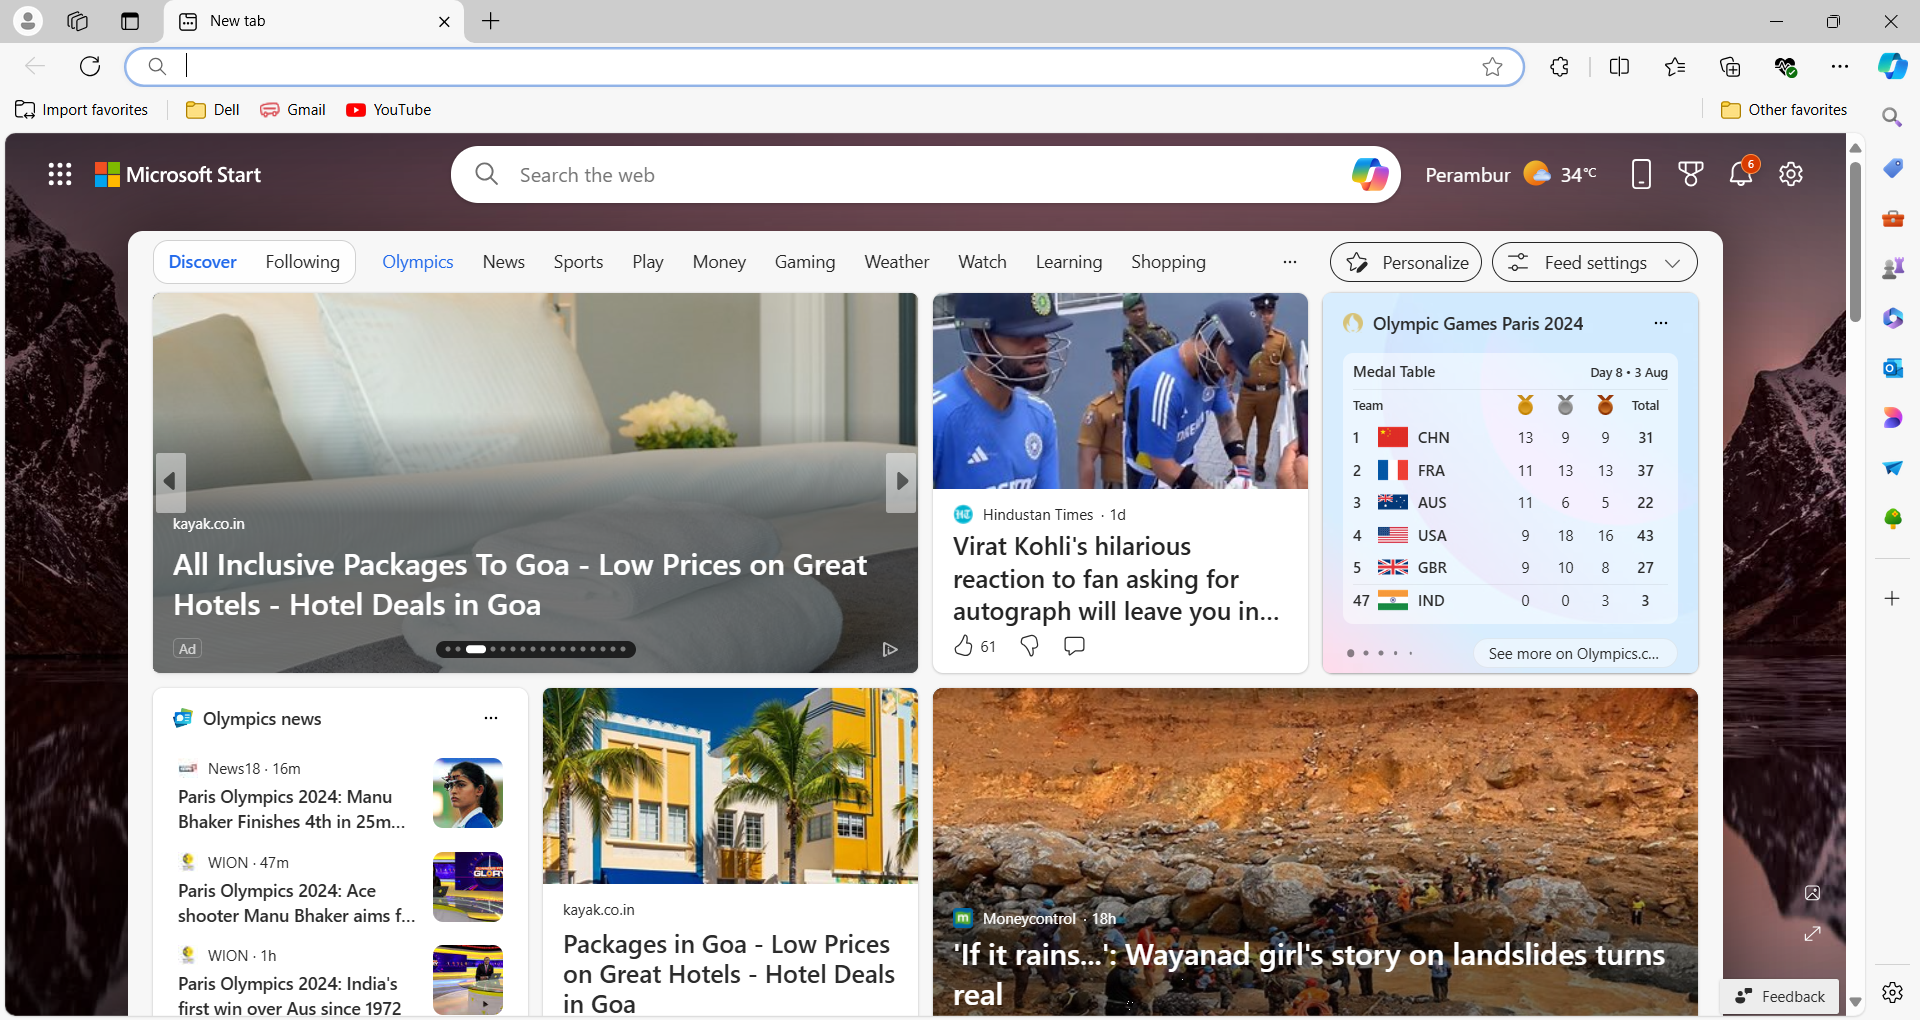 New tab
Import favorites
Dell
Gmail
YouTube
Other favorites
Microsoft Start
Search the web
Perambur
34°C
6
Discover
Following
Olympics
News
Sports
Play
Money
Gaming
Weather
Watch
Learning
Shopping
Personalize
Feed settings
kayak.co.in
All Inclusive Packages To Goa - Low Prices on Great
Hotels - Hotel Deals in Goa
Ad
Hindustan Times · 1d
Virat Kohli's hilarious
reaction to fan asking for
autograph will leave you in...
61
Olympic Games Paris 2024
Medal Table Day 8 • 3 Aug
Team Total
1 CHN 13 9 9 31
2 FRA 11 13 13 37
3 AUS 11 6 5 22
4 USA 9 18 16 43
5 GBR 9 10 8 27
47 IND 0 0 3 3
See more on Olympics.c...
Olympics news
News18 · 16m
Paris Olympics 2024: Manu
Bhaker Finishes 4th in 25m...
WION · 47m
Paris Olympics 2024: Ace
shooter Manu Bhaker aims f...
WION · 1h
Paris Olympics 2024: India's
first win over Aus since 1972
kayak.co.in
Packages in Goa - Low Prices
on Great Hotels - Hotel Deals
in Goa
Moneycontrol · 18h
'If it rains...': Wayanad girl's story on landslides turns
real
Feedback